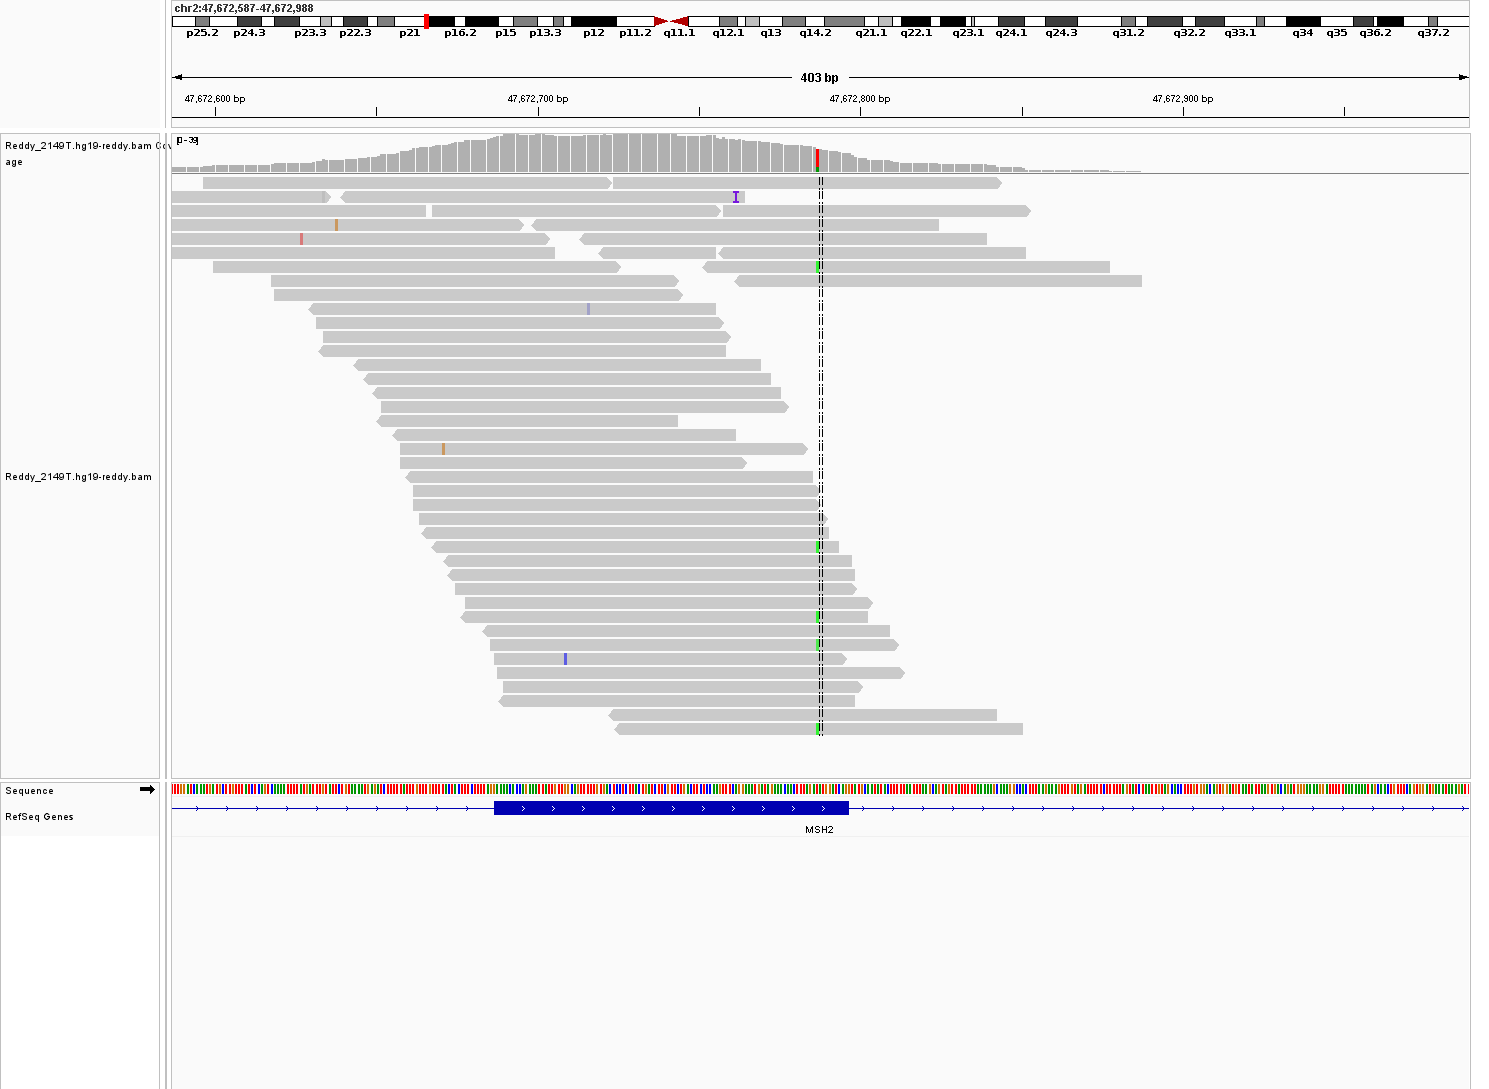 chr2:47,672,587-47,672,988
p25.2 p24.3 p23.3 p22.3 p21 p16.2 p15 p13.3 p12 p11.2 q11.1 q12.1 q13 q14.2 q21.1 q22.1 q23.1 q24.1 q24.3 q31.2 q32.2 q33.1 q34 q35 q36.2 q37.2
403 bp
47,672,600 bp 47,672,700 bp 47,672,800 bp 47,672,900 bp
[0-39]
Reddy_2149T.hg19-reddy.bam Cov
age
Reddy_2149T.hg19-reddy.bam
Sequence
RefSeq Genes
MSH2